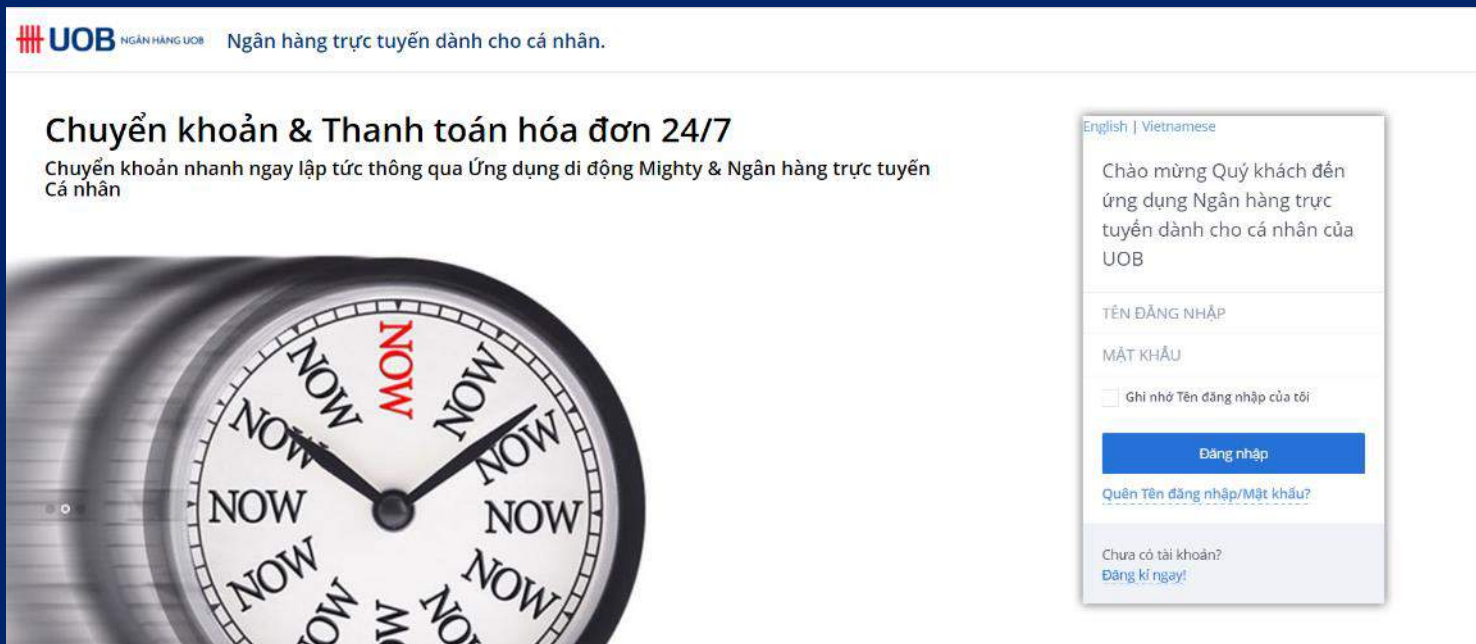 UOB NGÂN HÀNG UOB Ngân hàng trực tuyến dành cho cá nhân.
Chuyển khoản & Thanh toán hóa đơn 24/7
Chuyển khoản nhanh ngay lập tức thông qua Ứng dụng di động Mighty & Ngân hàng trực tuyến
Cá nhân
English | Vietnamese
Chào mừng Quý khách đến
ứng dụng Ngân hàng trực
tuyến dành cho cá nhân của
UOB
TÊN ĐĂNG NHẬP
MẬT KHẨU
Ghi nhớ Tên đăng nhập của tôi
Đăng nhập
Quên Tên đăng nhập/Mật khẩu?
Chưa có tài khoản?
Đăng kí ngay!
NOW
NOW
NOW
NOW
NOW
NOW
NOW
NOW
NOW
NOW
NOW
NOW